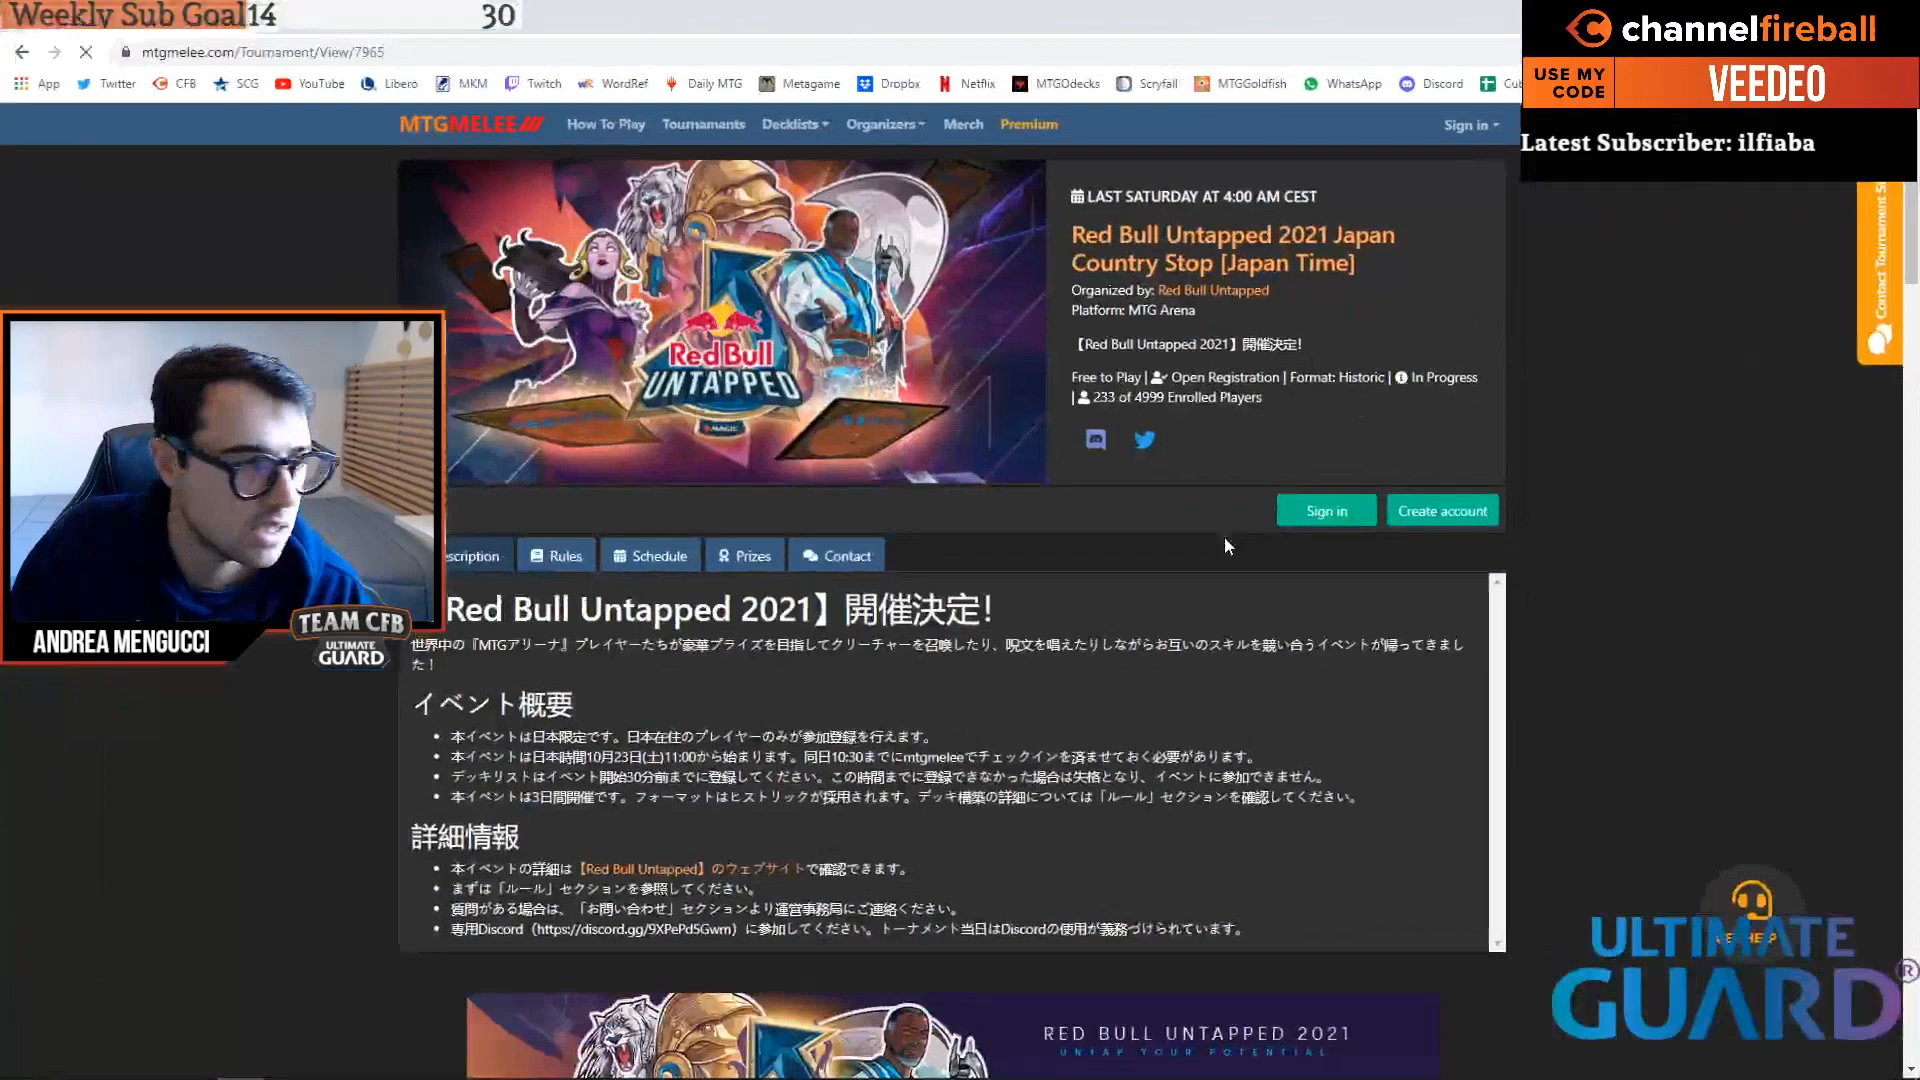 Weekly Sub Goal 14 30
channelfireball
mtgmelee.com/Tournament/View/7965
USE MY CODE VEEDEO
App Twitter CFB SCG YouTube Libero MKM Twitch WordRef Daily MTG Metagame Dropbx Netflix MTGOdecks Scryfall MTGGoldfish WhatsApp Discord Cub
MTGMELEE How To Play Tournamants Decklists Organizers Merch Premium Sign in
Latest Subscriber: ilfiaba
LAST SATURDAY AT 4:00 AM CEST
Red Bull Untapped 2021 Japan
Country Stop [Japan Time]
Organized by: Red Bull Untapped
Platform: MTG Arena
【Red Bull Untapped 2021】開催決定!
Free to Play | Open Registration | Format: Historic | In Progress
| 233 of 4999 Enrolled Players
Contact Tournament S
Red Bull
UNTAPPED
MAGIC
Sign in Create account
scription Rules Schedule Prizes Contact
Red Bull Untapped 2021】開催決定!
世界中の『MTGアリーナ』プレイヤーたちが豪華プライズを目指してクリーチャーを召喚したり、呪文を唱えたりしながらお互いのスキルを競い合うイベントが帰ってきまし
た！
TEAM CFB
ULTIMATE
GUARD
ANDREA MENGUCCI
イベント概要
• 本イベントは日本限定です。日本在住のプレイヤーのみが参加登録を行えます。
• 本イベントは日本時間10月23日(土)11:00から始まります。同日10:30までにmtgmeleeでチェックインを済ませておく必要があります。
• デッキリストはイベント開始30分前までに登録してください。この時間までに登録できなかった場合は失格となり、イベントに参加できません。
• 本イベントは3日間開催です。フォーマットはヒストリックが採用されます。デッキ構築の詳細については「ルール」セクションを確認してください。
詳細情報
• 本イベントの詳細は【Red Bull Untapped】のウェブサイトで確認できます。
• まずは「ルール」セクションを参照してください。
• 質問がある場合は、「お問い合わせ」セクションより運営事務局にご連絡ください。
• 専用Discord（https://discord.gg/9XPePd5Gwm）に参加してください。トーナメント当日はDiscordの使用が義務づけられています。
ULTIMATE
GUARD®
RED BULL UNTAPPED 2021
UNTAP YOUR POTENTIAL